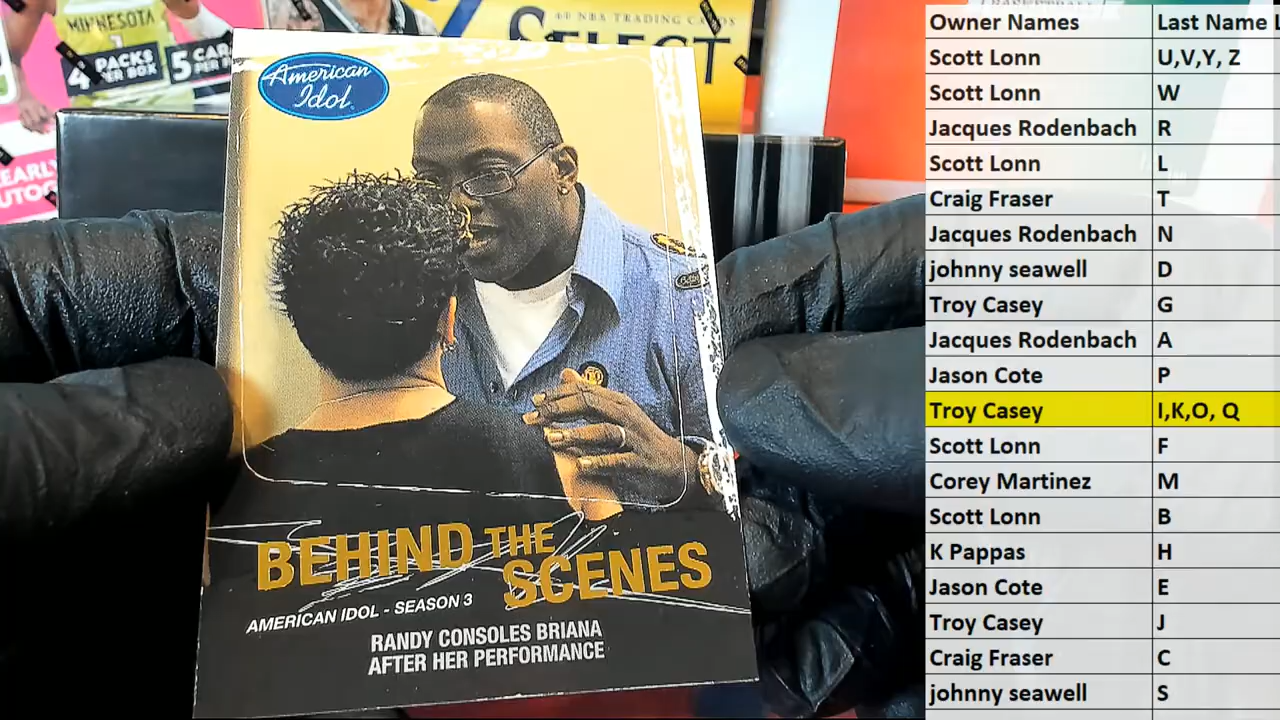 MINNESOTA
4 PACKS PER BOX
5
40 NBA TRADING CARDS
SELECT
EARLY
American
Idol
BEHIND THE
SCENES
AMERICAN IDOL - SEASON 3
RANDY CONSOLES BRIANA
AFTER HER PERFORMANCE
Owner Names Last Name
Scott Lonn U,V,Y, Z
Scott Lonn W
Jacques Rodenbach R
Scott Lonn L
Craig Fraser T
Jacques Rodenbach N
johnny seawell D
Troy Casey G
Jacques Rodenbach A
Jason Cote P
Troy Casey I,K,O, Q
Scott Lonn F
Corey Martinez M
Scott Lonn B
K Pappas H
Jason Cote E
Troy Casey J
Craig Fraser C
johnny seawell S